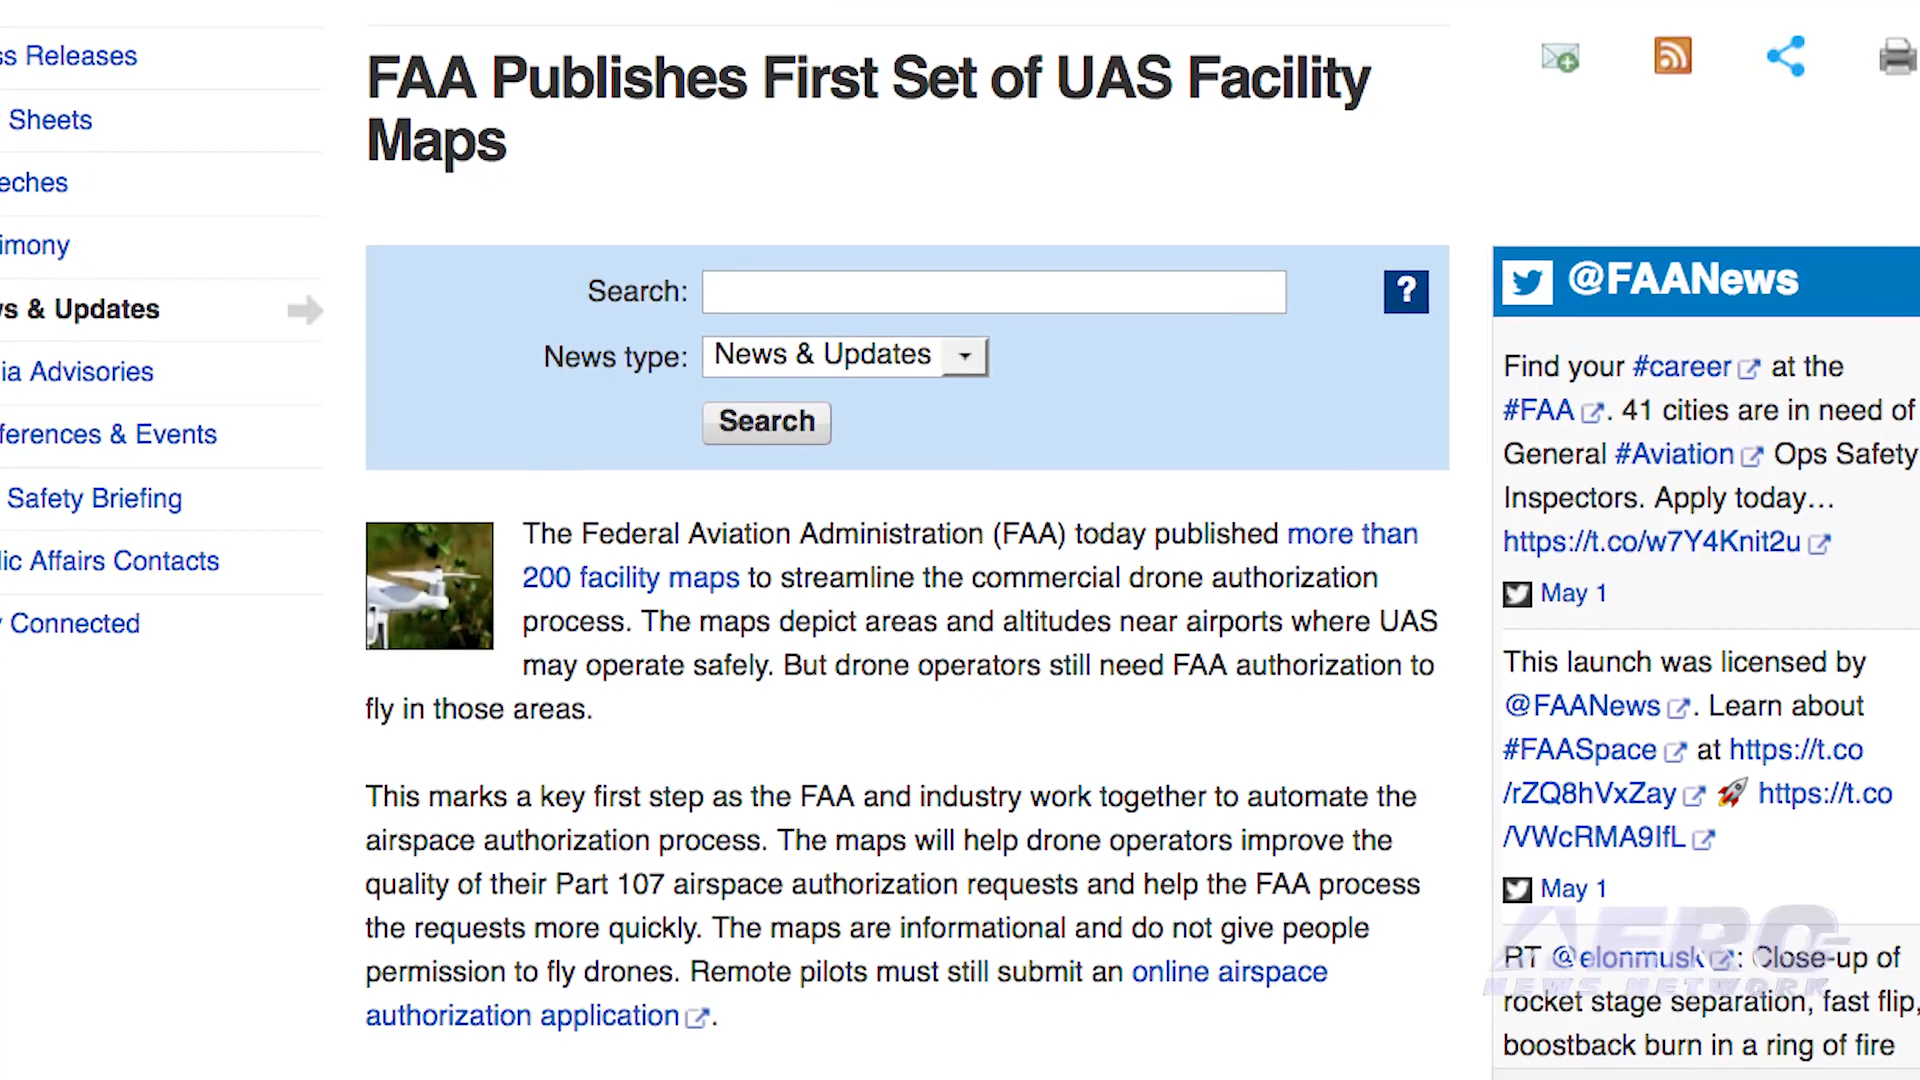 ss Releases
Sheets
eches
imony
s & Updates
ia Advisories
ferences & Events
Safety Briefing
lic Affairs Contacts
Connected
FAA Publishes First Set of UAS Facility
Maps
Search:
?
News type: News & Updates
Search
The Federal Aviation Administration (FAA) today published more than
200 facility maps to streamline the commercial drone authorization
process. The maps depict areas and altitudes near airports where UAS
may operate safely. But drone operators still need FAA authorization to
fly in those areas.
This marks a key first step as the FAA and industry work together to automate the
airspace authorization process. The maps will help drone operators improve the
quality of their Part 107 airspace authorization requests and help the FAA process
the requests more quickly. The maps are informational and do not give people
permission to fly drones. Remote pilots must still submit an online airspace
authorization application.
@FAANews
Find your #career at the
#FAA. 41 cities are in need of
General #Aviation Ops Safety
Inspectors. Apply today…
https://t.co/w7Y4Knit2u
May 1
This launch was licensed by
@FAANews. Learn about
#FAASpace at https://t.co
/rZQ8hVxZay 🚀 https://t.co
/VWcRMA9IfL
May 1
RT @elonmusk: Close-up of
rocket stage separation, fast flip,
boostback burn in a ring of fire
AERO
NEWS NETWORK